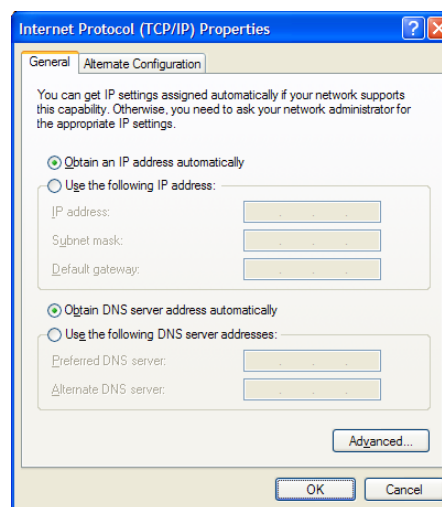 Internet Protocol (TCP/IP) Properties
General
Alternate Configuration
You can get IP settings assigned automatically if your network supports
this capability. Otherwise, you need to ask your network administrator for
the appropriate IP settings.
Obtain an IP address automatically
Use the following IP address:
IP address:
Subnet mask:
Default gateway:
Obtain DNS server address automatically
Use the following DNS server addresses:
Preferred DNS server:
Alternate DNS server:
Advanced...
OK
Cancel